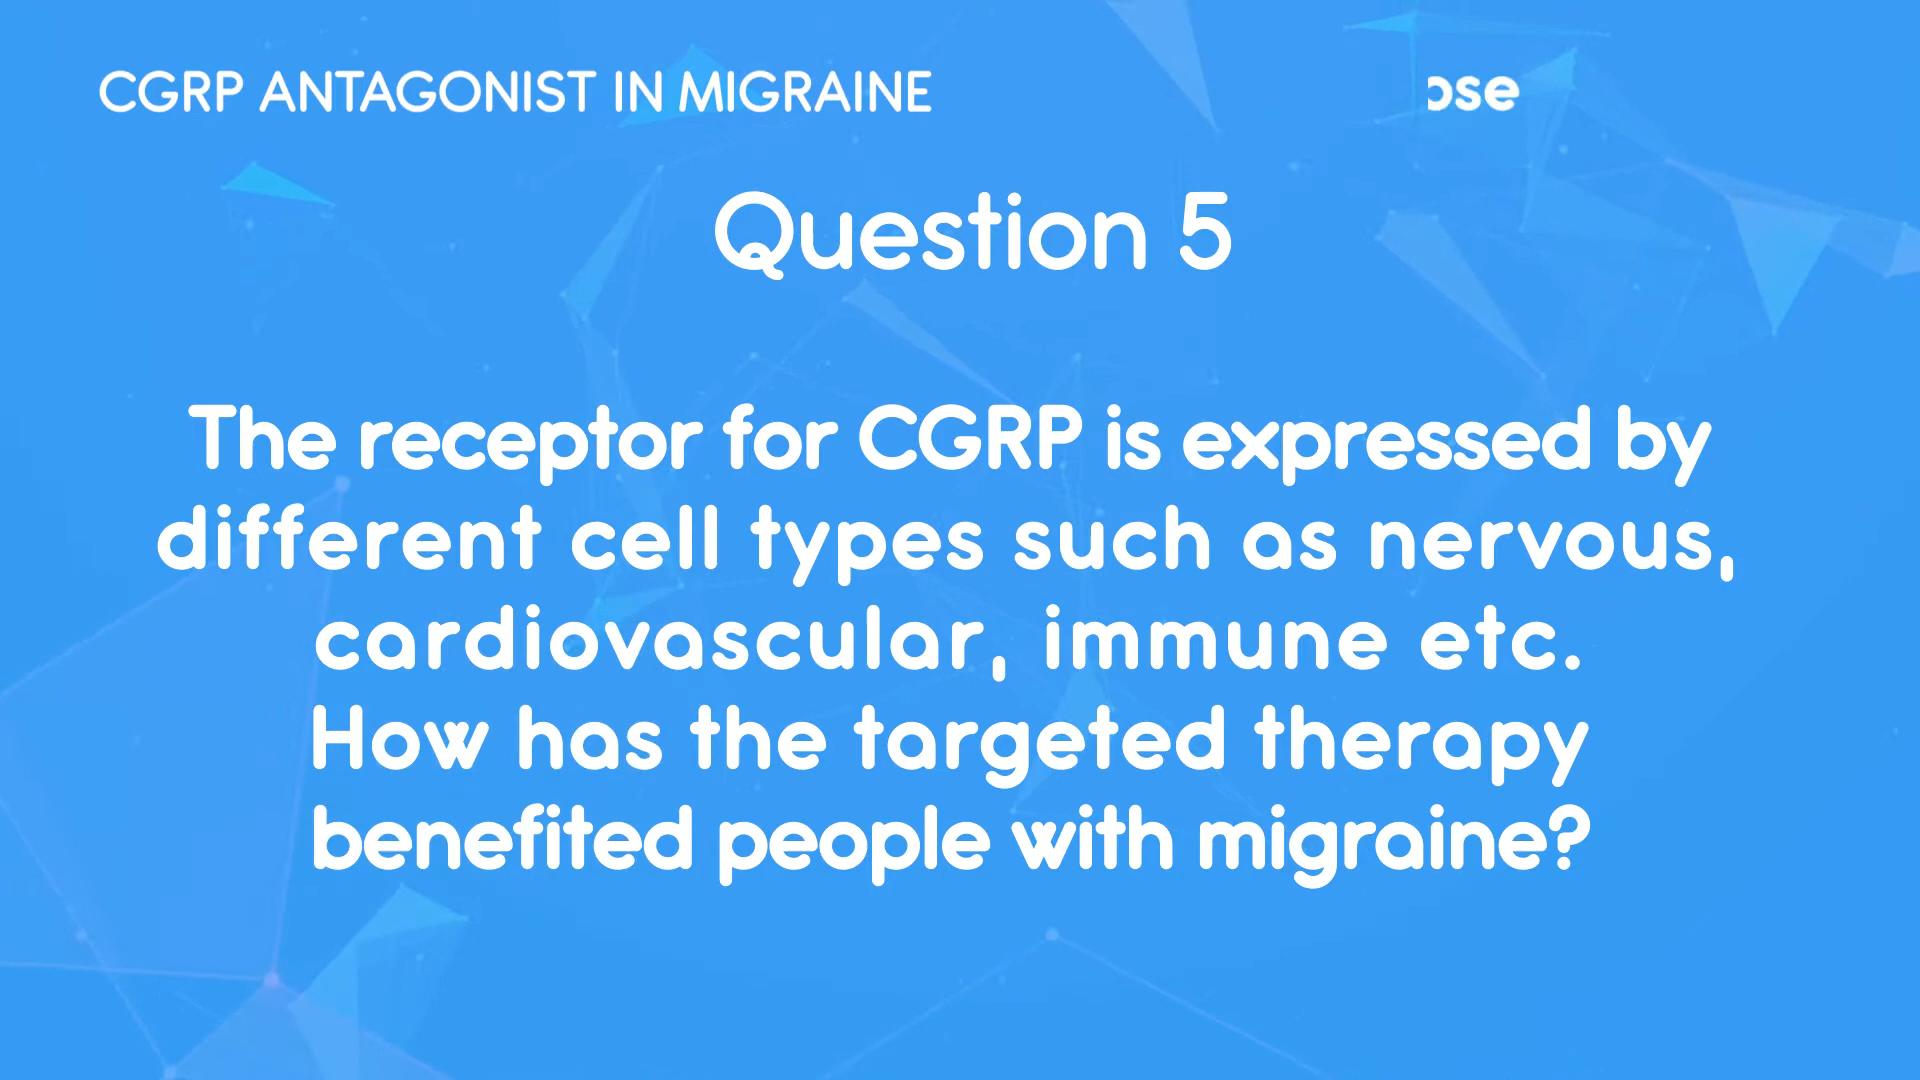 CGRP ANTAGONIST IN MIGRAINE
Question 5
The receptor for CGRP is expressed by
different cell types such as nervous,
cardiovascular, immune etc.
How has the targeted therapy
benefited people with migraine?